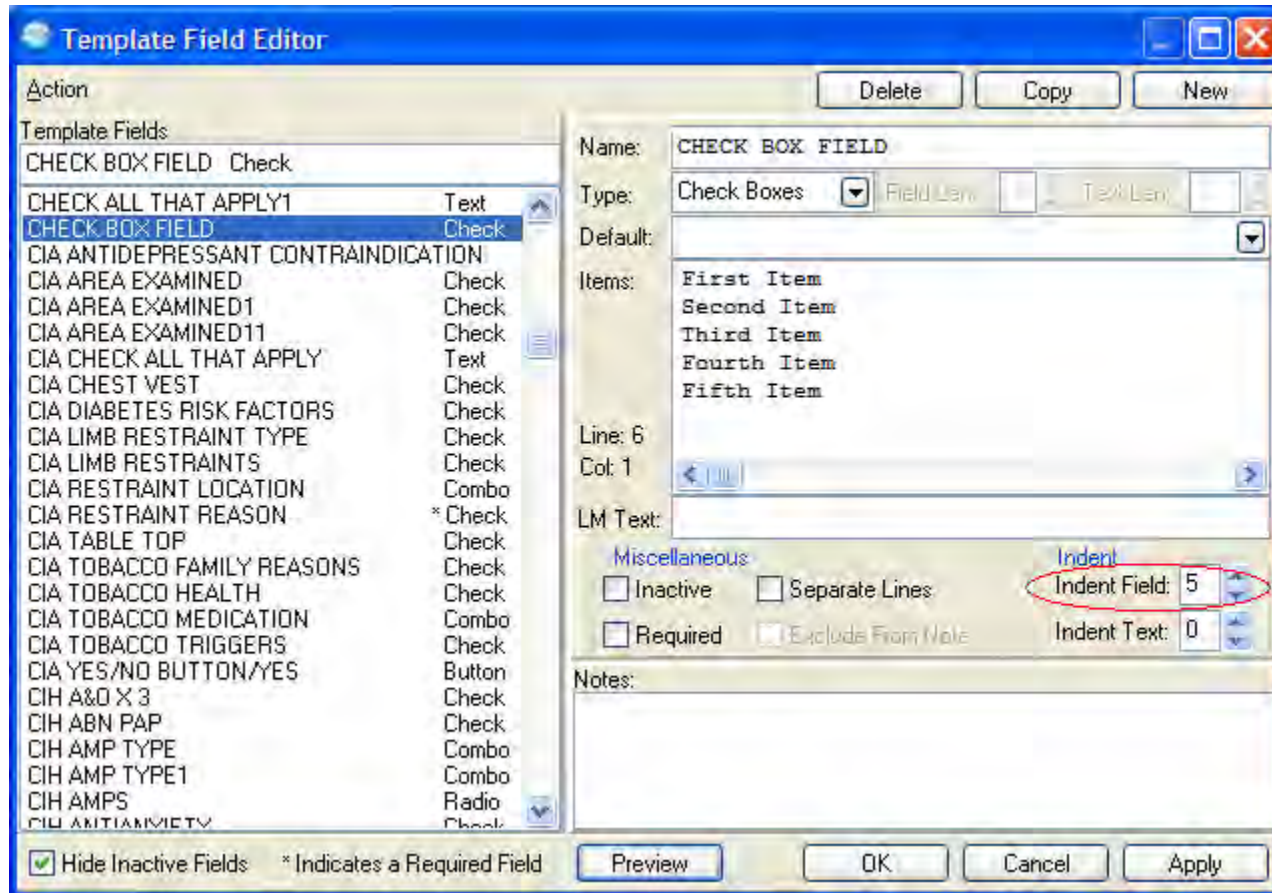 Template Field Editor
Action
Delete
Copy
New
Template Fields
CHECK BOX FIELD Check
CHECK ALL THAT APPLY1 Text
CHECK BOX FIELD Check
CIA ANTIDEPRESSANT CONTRAINDICATION
CIA AREA EXAMINED Check
CIA AREA EXAMINED1 Check
CIA AREA EXAMINED11 Check
CIA CHECK ALL THAT APPLY Text
CIA CHEST VEST Check
CIA DIABETES RISK FACTORS Check
CIA LIMB RESTRAINT TYPE Check
CIA LIMB RESTRAINTS Check
CIA RESTRAINT LOCATION Combo
CIA RESTRAINT REASON * Check
CIA TABLE TOP Check
CIA TOBACCO FAMILY REASONS Check
CIA TOBACCO HEALTH Check
CIA TOBACCO MEDICATION Combo
CIA TOBACCO TRIGGERS Check
CIA YES/NO BUTTON/YES Button
CIH A&O X 3 Check
CIH ABN PAP Check
CIH AMP TYPE Combo
CIH AMP TYPE1 Combo
CIH AMPS Radio
CIH ANTIANXIETY Check
Hide Inactive Fields * Indicates a Required Field
Name: CHECK BOX FIELD
Type: Check Boxes Field Len: Text Len:
Default:
Items:
First Item
Second Item
Third Item
Fourth Item
Fifth Item
Line: 6
Col: 1
LM Text:
Miscellaneous
Inactive Separate Lines
Required Exclude From Note
Indent
Indent Field: 5
Indent Text: 0
Notes:
Preview
OK
Cancel
Apply